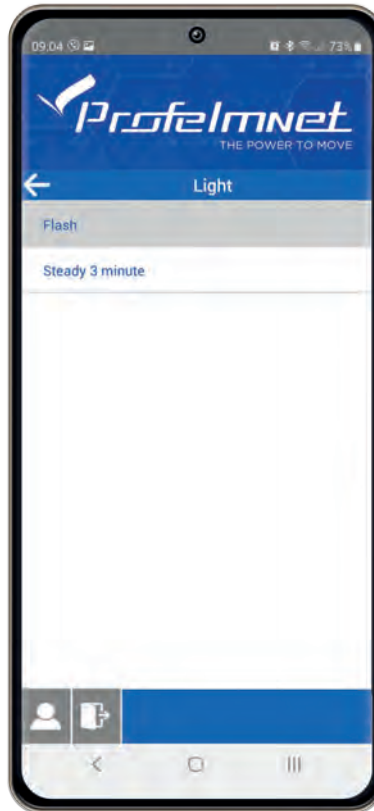 09.04 73%
Profelmnet
THE POWER TO MOVE
Light
Flash
Steady 3 minute